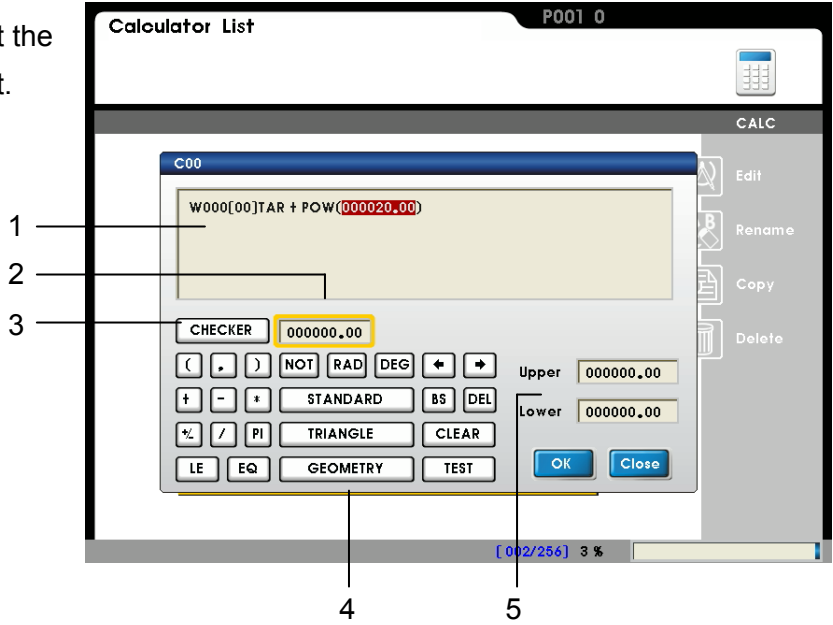 t the
t.
P001 0
Calculator List
CALC
C00
Edit
W000[00]TAR + POW(000020.00)
1
Rename
2
Copy
3
CHECKER 000000.00
Delete
( , ) NOT RAD DEG
Upper 000000.00
+ - * STANDARD BS DEL
Lower 000000.00
+/- / PI TRIANGLE CLEAR
LE EQ GEOMETRY TEST
OK Close
[002/256] 3 %
4 5